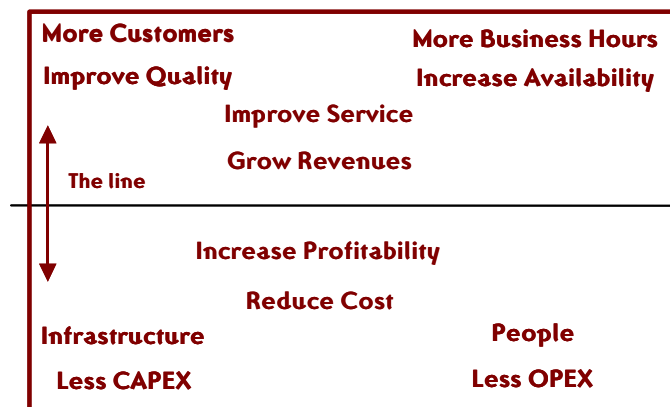 More Customers
More Business Hours
Improve Quality
Increase Availability
Improve Service
Grow Revenues
The line
Increase Profitability
Reduce Cost
Infrastructure
People
Less CAPEX
Less OPEX